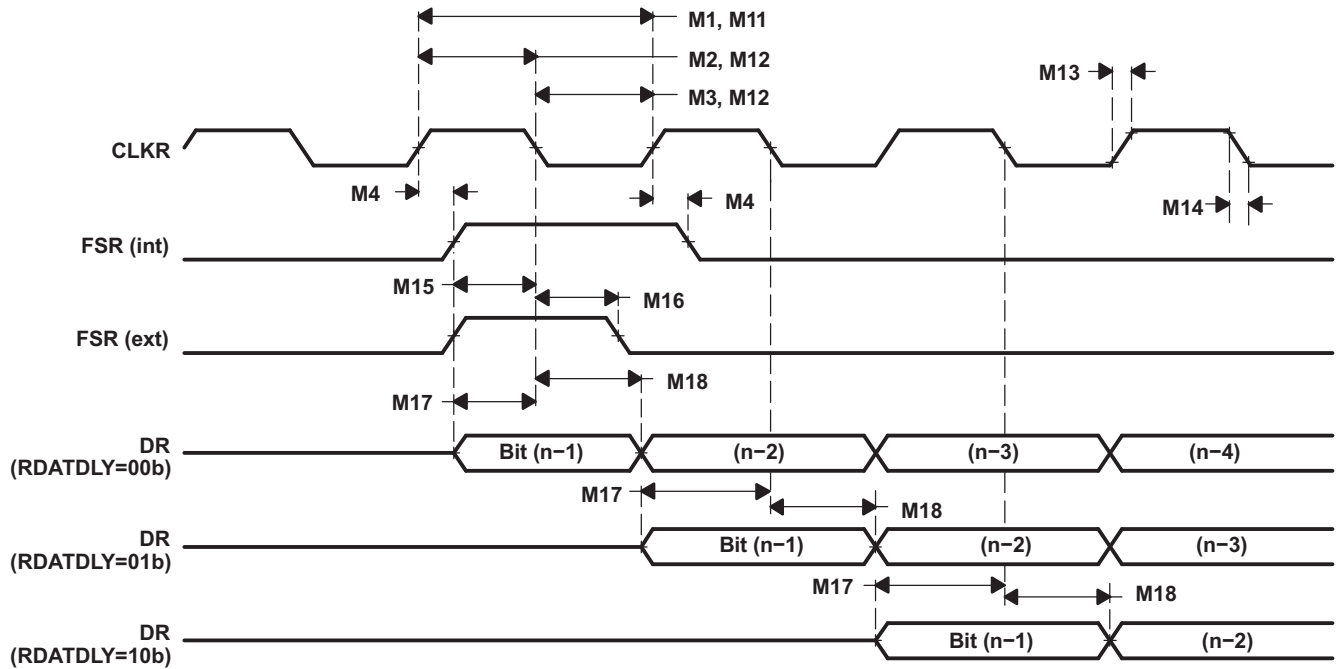 M1, M11
M2, M12
M13
M3, M12
CLKR
M4
M4
M14
FSR (int)
M15
M16
FSR (ext)
M18
M17
DR
(RDATDLY=00b)
Bit (n−1)
(n−2)
(n−3)
(n−4)
M17
M18
DR
(RDATDLY=01b)
Bit (n−1)
(n−2)
(n−3)
M17
M18
DR
(RDATDLY=10b)
Bit (n−1)
(n−2)